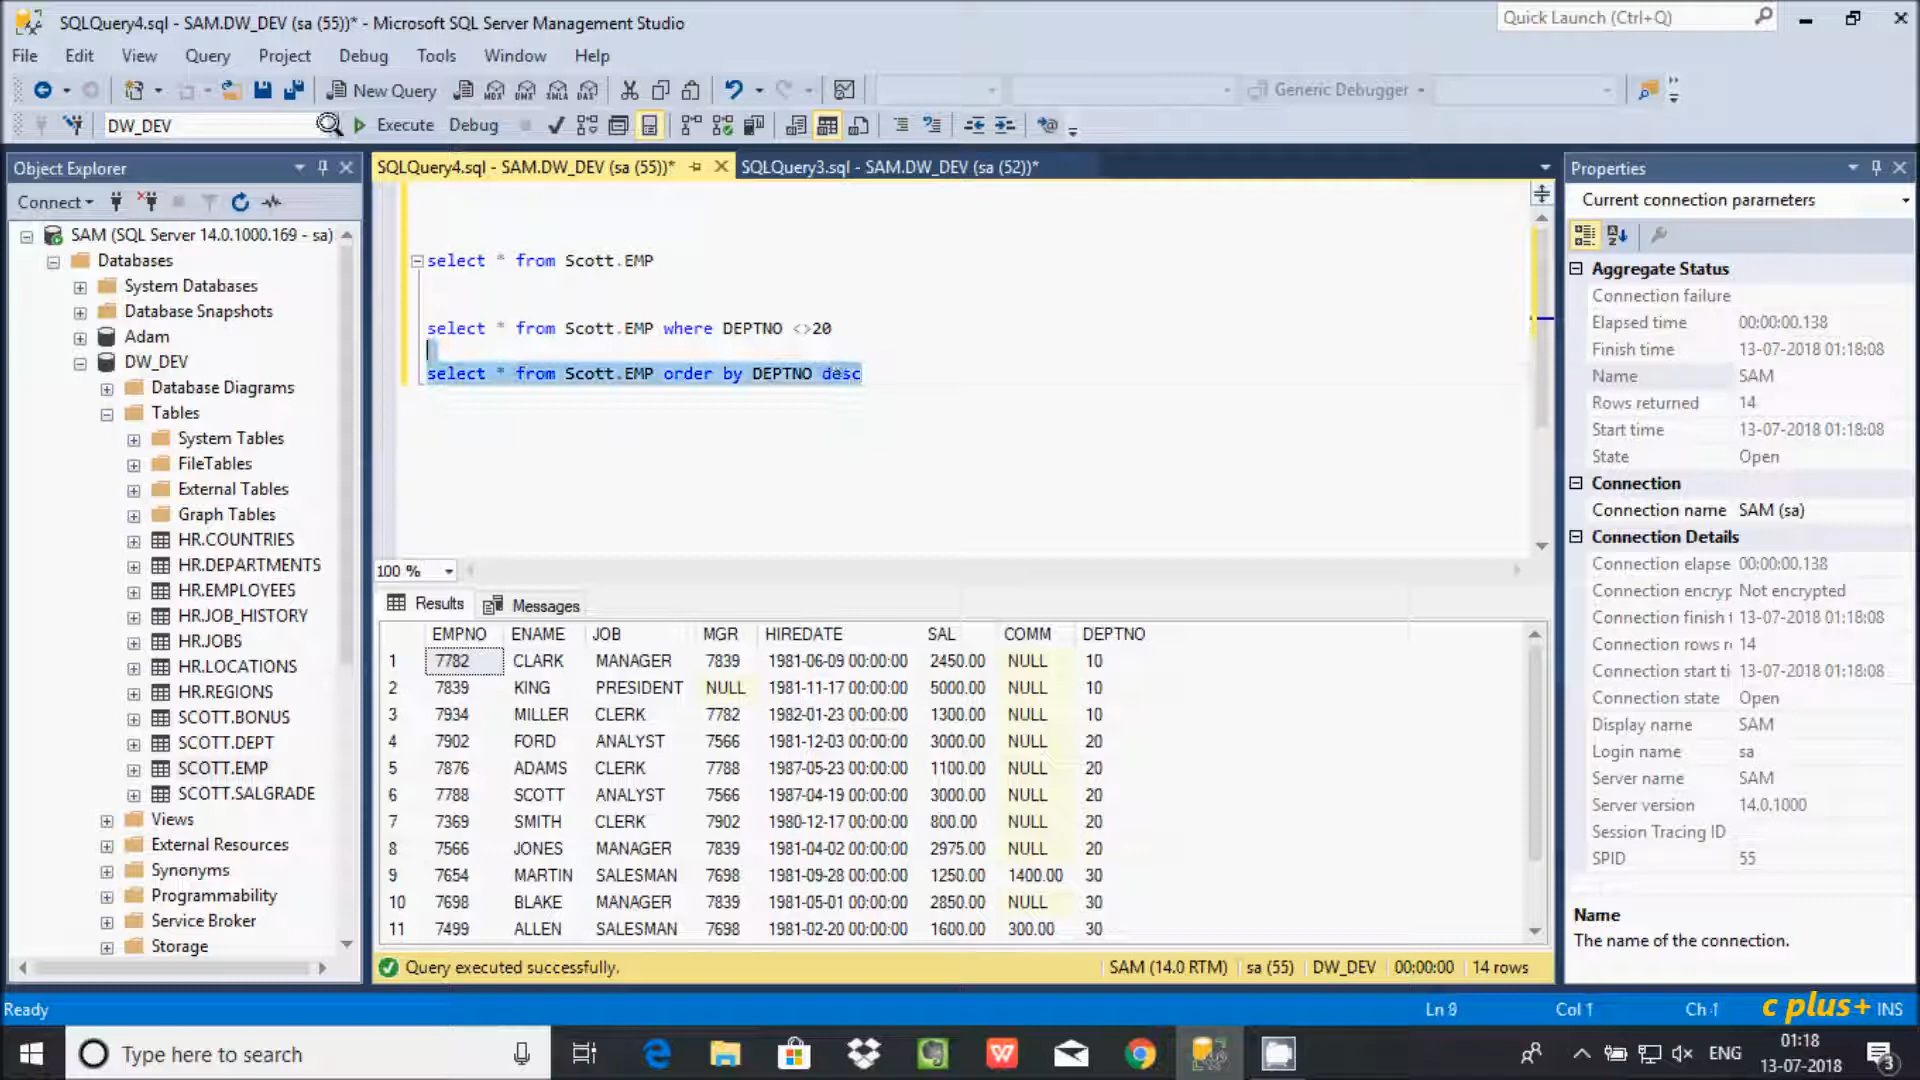 SQLQuery4.sql - SAM.DW_DEV (sa (55))* - Microsoft SQL Server Management Studio
Quick Launch (Ctrl+Q)
File Edit View Query Project Debug Tools Window Help
New Query
Generic Debugger
DW_DEV
Execute Debug
Object Explorer
SQLQuery4.sql - SAM.DW_DEV (sa (55))*
SQLQuery3.sql - SAM.DW_DEV (sa (52))*
Properties
Connect
SAM (SQL Server 14.0.1000.169 - sa)
Databases
System Databases
Database Snapshots
Adam
DW_DEV
Database Diagrams
Tables
System Tables
FileTables
External Tables
Graph Tables
HR.COUNTRIES
HR.DEPARTMENTS
HR.EMPLOYEES
HR.JOB_HISTORY
HR.JOBS
HR.LOCATIONS
HR.REGIONS
SCOTT.BONUS
SCOTT.DEPT
SCOTT.EMP
SCOTT.SALGRADE
Views
External Resources
Synonyms
Programmability
Service Broker
Storage
select * from Scott.EMP
select * from Scott.EMP where DEPTNO <>20
select * from Scott.EMP order by DEPTNO desc
100 %
Results Messages
EMPNO ENAME JOB MGR HIREDATE SAL COMM DEPTNO
1 7782 CLARK MANAGER 7839 1981-06-09 00:00:00 2450.00 NULL 10
2 7839 KING PRESIDENT NULL 1981-11-17 00:00:00 5000.00 NULL 10
3 7934 MILLER CLERK 7782 1982-01-23 00:00:00 1300.00 NULL 10
4 7902 FORD ANALYST 7566 1981-12-03 00:00:00 3000.00 NULL 20
5 7876 ADAMS CLERK 7788 1987-05-23 00:00:00 1100.00 NULL 20
6 7788 SCOTT ANALYST 7566 1987-04-19 00:00:00 3000.00 NULL 20
7 7369 SMITH CLERK 7902 1980-12-17 00:00:00 800.00 NULL 20
8 7566 JONES MANAGER 7839 1981-04-02 00:00:00 2975.00 NULL 20
9 7654 MARTIN SALESMAN 7698 1981-09-28 00:00:00 1250.00 1400.00 30
10 7698 BLAKE MANAGER 7839 1981-05-01 00:00:00 2850.00 NULL 30
11 7499 ALLEN SALESMAN 7698 1981-02-20 00:00:00 1600.00 300.00 30
Query executed successfully.
SAM (14.0 RTM) sa (55) DW_DEV 00:00:00 14 rows
Current connection parameters
Aggregate Status
Connection failure
Elapsed time 00:00:00.138
Finish time 13-07-2018 01:18:08
Name SAM
Rows returned 14
Start time 13-07-2018 01:18:08
State Open
Connection
Connection name SAM (sa)
Connection Details
Connection elapse 00:00:00.138
Connection encryp Not encrypted
Connection finish t 13-07-2018 01:18:08
Connection rows r 14
Connection start ti 13-07-2018 01:18:08
Connection state Open
Display name SAM
Login name sa
Server name SAM
Server version 14.0.1000
Session Tracing ID
SPID 55
Name
The name of the connection.
Ready
Ln 9 Col 1 Ch 1 c plus+ INS
Type here to search
ENG
01:18
13-07-2018
3